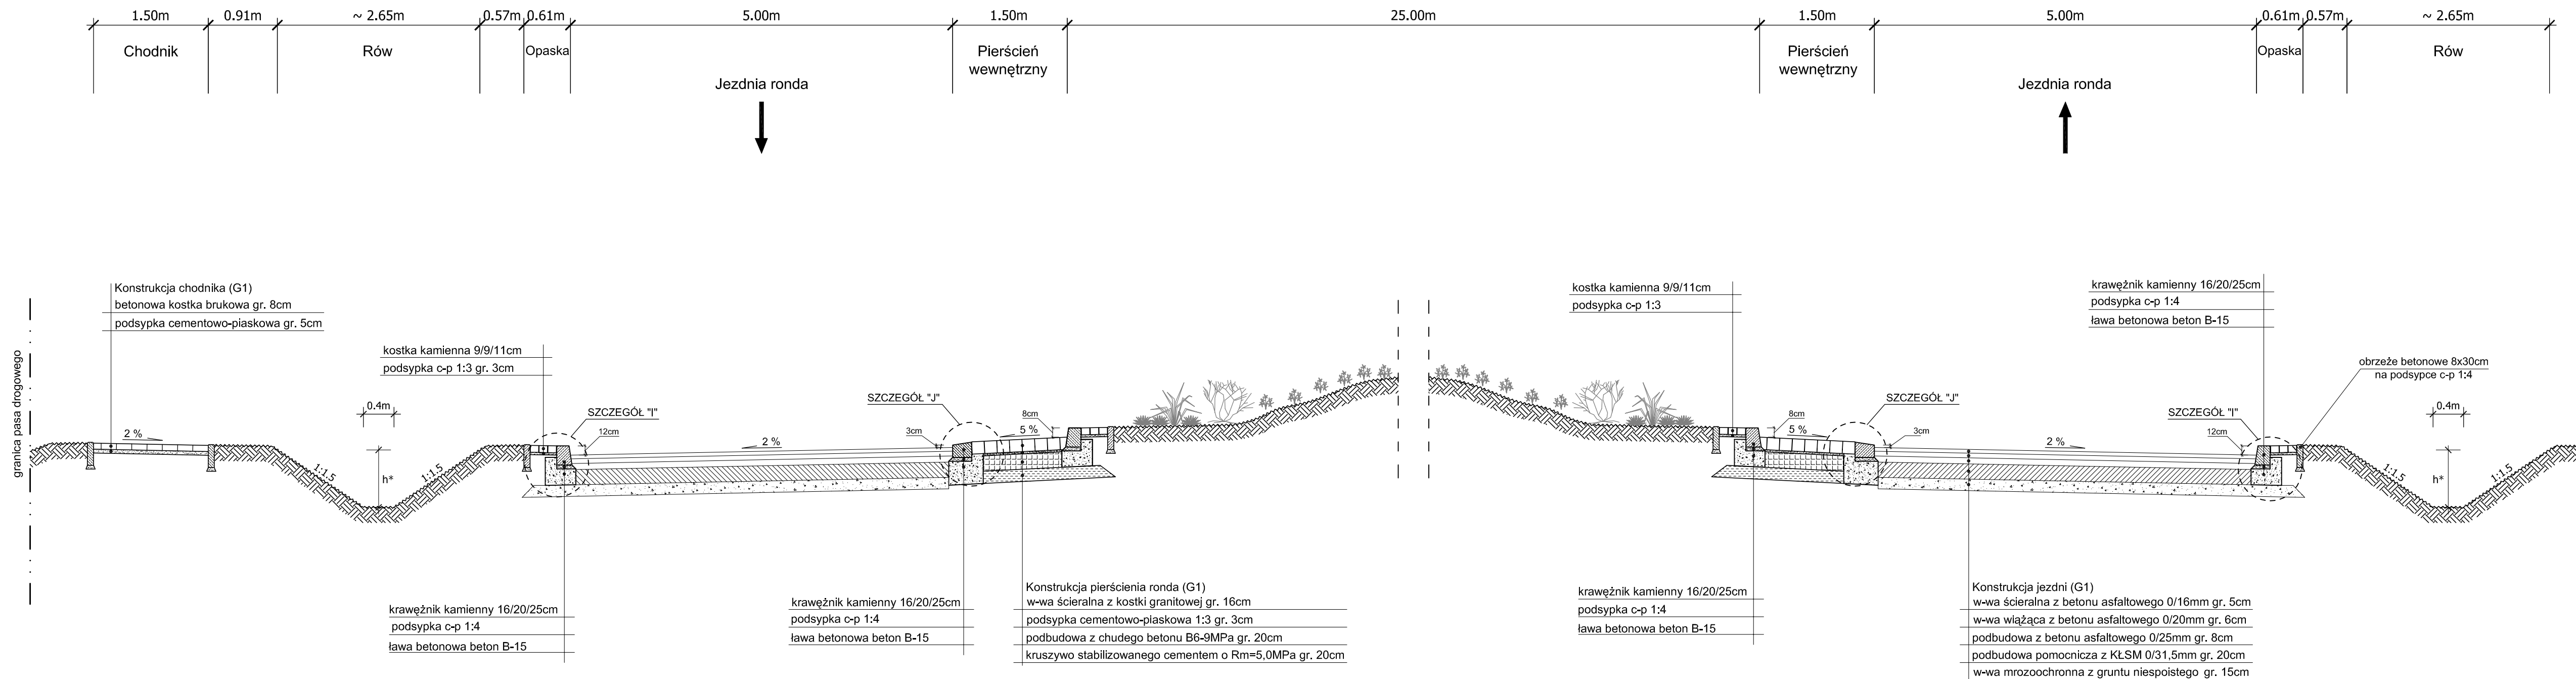 1.50m 0.91m ~ 2.65m 0.57m 0.61m 5.00m 1.50m 25.00m 1.50m 5.00m 0.61m 0.57m ~ 2.65m
Chodnik
Rów
Opaska
Jezdnia ronda
Pierścień
wewnętrzny
Pierścień
wewnętrzny
Jezdnia ronda
Opaska
Rów
granica pasa drogowego
Konstrukcja chodnika (G1)
betonowa kostka brukowa gr. 8cm
podsypka cementowo-piaskowa gr. 5cm
2 %
1:1.5
0.4m
h*
1:1.5
kostka kamienna 9/9/11cm
podsypka c-p 1:3 gr. 3cm
SZCZEGÓŁ "I"
12cm
2 %
3cm
SZCZEGÓŁ "J"
8cm
5 %
kostka kamienna 9/9/11cm
podsypka c-p 1:3
8cm
5 %
SZCZEGÓŁ "J"
3cm
2 %
SZCZEGÓŁ "I"
12cm
krawężnik kamienny 16/20/25cm
podsypka c-p 1:4
ława betonowa beton B-15
obrzeże betonowe 8x30cm
na podsypce c-p 1:4
0.4m
1:1.5
h*
1:1.5
krawężnik kamienny 16/20/25cm
podsypka c-p 1:4
ława betonowa beton B-15
krawężnik kamienny 16/20/25cm
podsypka c-p 1:4
ława betonowa beton B-15
Konstrukcja pierścienia ronda (G1)
w-wa ścieralna z kostki granitowej gr. 16cm
podsypka cementowo-piaskowa 1:3 gr. 3cm
podbudowa z chudego betonu B6-9MPa gr. 20cm
kruszywo stabilizowanego cementem o Rm=5,0MPa gr. 20cm
krawężnik kamienny 16/20/25cm
podsypka c-p 1:4
ława betonowa beton B-15
Konstrukcja jezdni (G1)
w-wa ścieralna z betonu asfaltowego 0/16mm gr. 5cm
w-wa wiążąca z betonu asfaltowego 0/20mm gr. 6cm
podbudowa z betonu asfaltowego 0/25mm gr. 8cm
podbudowa pomocnicza z KŁSM 0/31,5mm gr. 20cm
w-wa mrozoochronna z gruntu niespoistego gr. 15cm